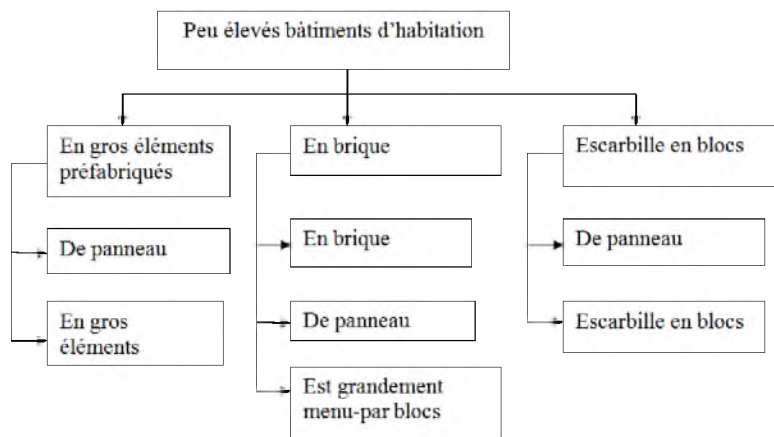 Peu élevés bâtiments d'habitation
En gros éléments
préfabriqués
De panneau
En gros
éléments
En brique
En brique
De panneau
Est grandement
menu-par blocs
Escarbille en blocs
De panneau
Escarbille en blocs